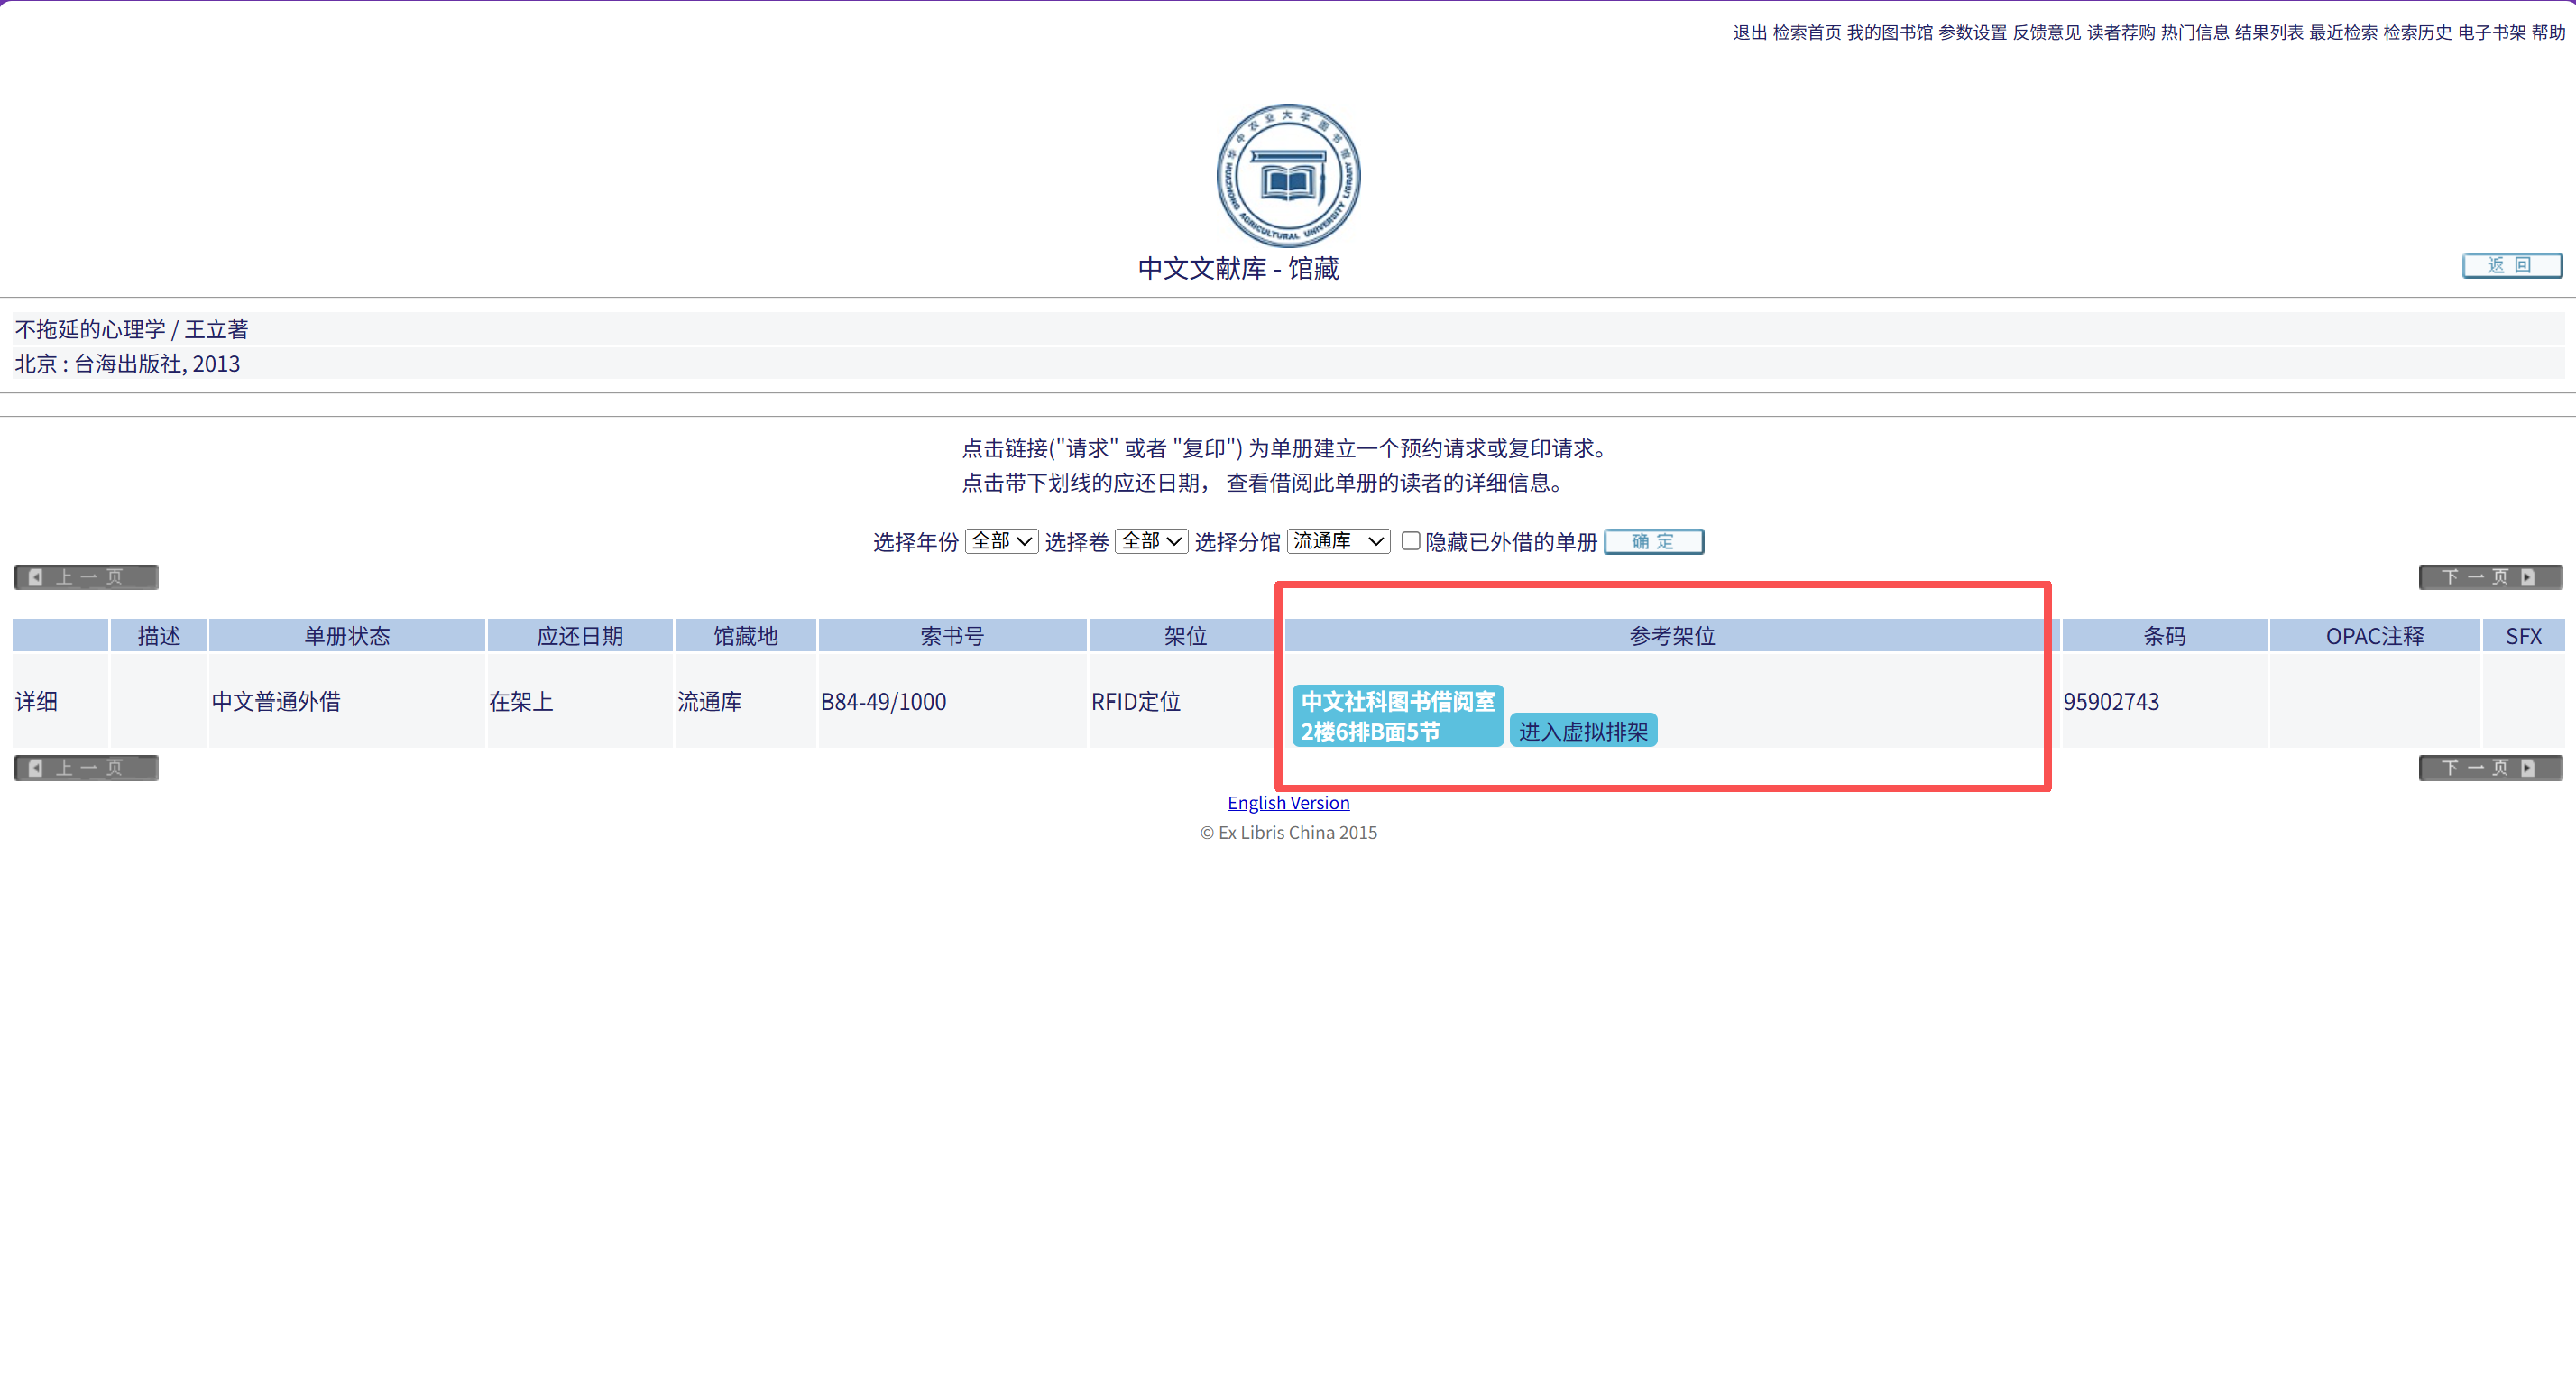 退出 检索首页 我的图书馆 参数设置 反馈意见 读者荐购 热门信息 结果列表 最近检索 检索历史 电子书架 帮助
华中农业大学图书馆
HUAZHONG AGRICULTURAL UNIVERSITY LIBRARY
中文文献库 - 馆藏
返 回
不拖延的心理学 / 王立著
北京 : 台海出版社, 2013
点击链接("请求" 或者 "复印") 为单册建立一个预约请求或复印请求。
点击带下划线的应还日期， 查看借阅此单册的读者的详细信息。
选择年份 全部 选择卷 全部 选择分馆 流通库 隐藏已外借的单册 确 定
上 一 页 下 一 页
描述 单册状态 应还日期 馆藏地 索书号 架位 参考架位 条码 OPAC注释 SFX
详细 中文普通外借 在架上 流通库 B84-49/1000 RFID定位 中文社科图书借阅室 95902743
2楼6排B面5节 进入虚拟排架
上 一 页 下 一 页
English Version
© Ex Libris China 2015